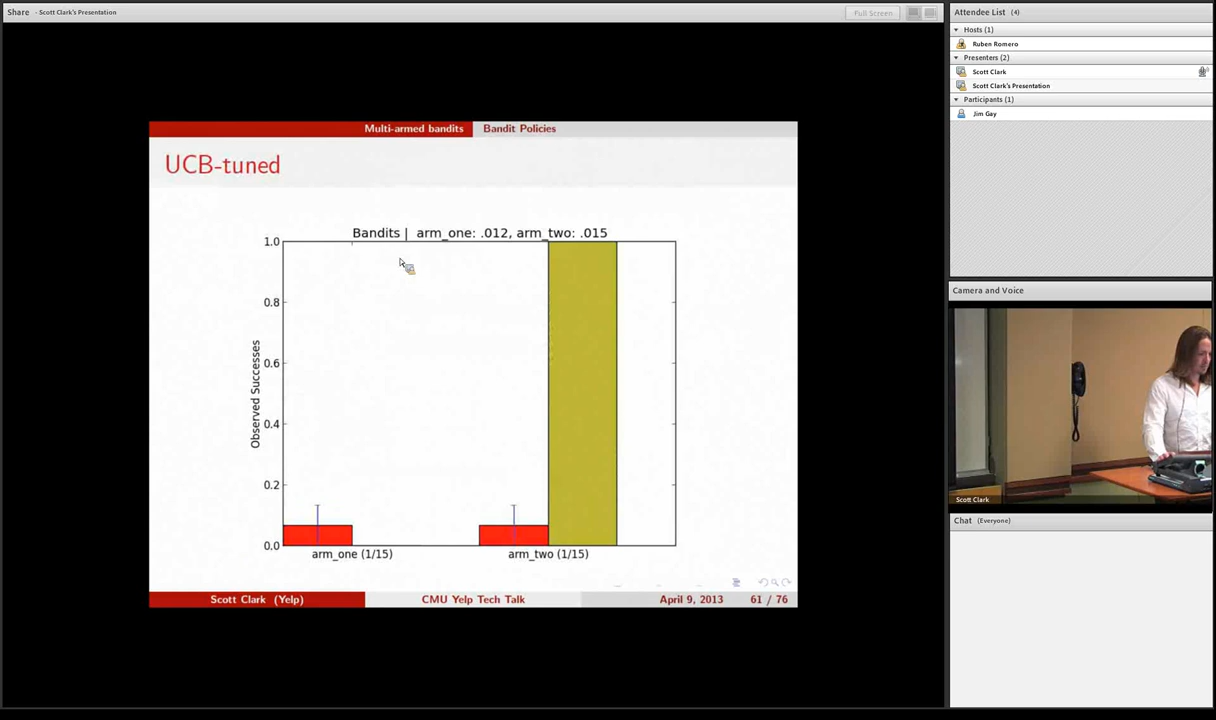 Share - Scott Clark's Presentation
Full Screen
Multi-armed bandits Bandit Policies
UCB-tuned
Bandits | arm_one: .012, arm_two: .015
Observed Successes
1.0
0.8
0.6
0.4
0.2
0.0
arm_one (1/15) arm_two (1/15)
Scott Clark (Yelp) CMU Yelp Tech Talk April 9, 2013 61 / 76
Attendee List (4)
Hosts (1)
Ruben Romero
Presenters (2)
Scott Clark
Scott Clark's Presentation
Participants (1)
Jim Gay
Camera and Voice
Scott Clark
Chat (Everyone)